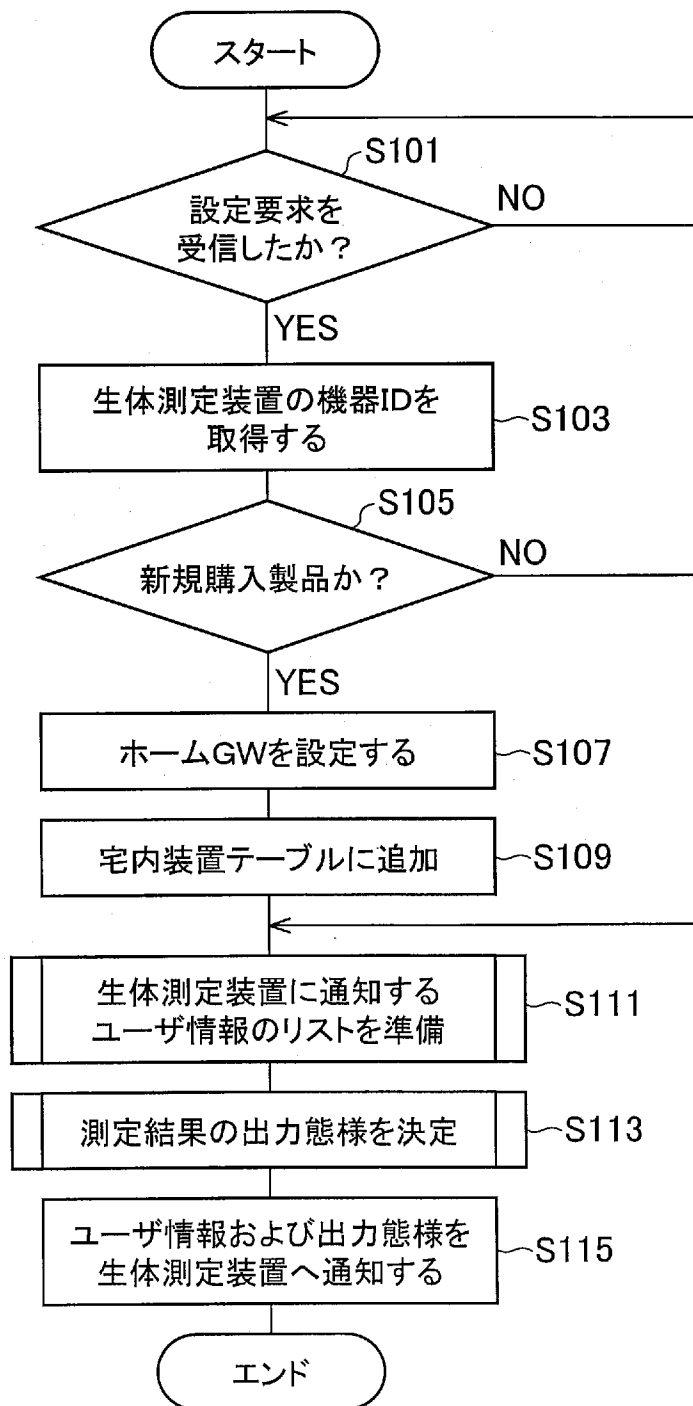 スタート
S101
設定要求を
受信したか？
NO
YES
生体測定装置の機器IDを
取得する
S103
S105
新規購入製品か？
NO
YES
ホームGWを設定する
S107
宅内装置テーブルに追加
S109
生体測定装置に通知する
ユーザ情報のリストを準備
S111
測定結果の出力態様を決定
S113
ユーザ情報および出力態様を
生体測定装置へ通知する
S115
エンド